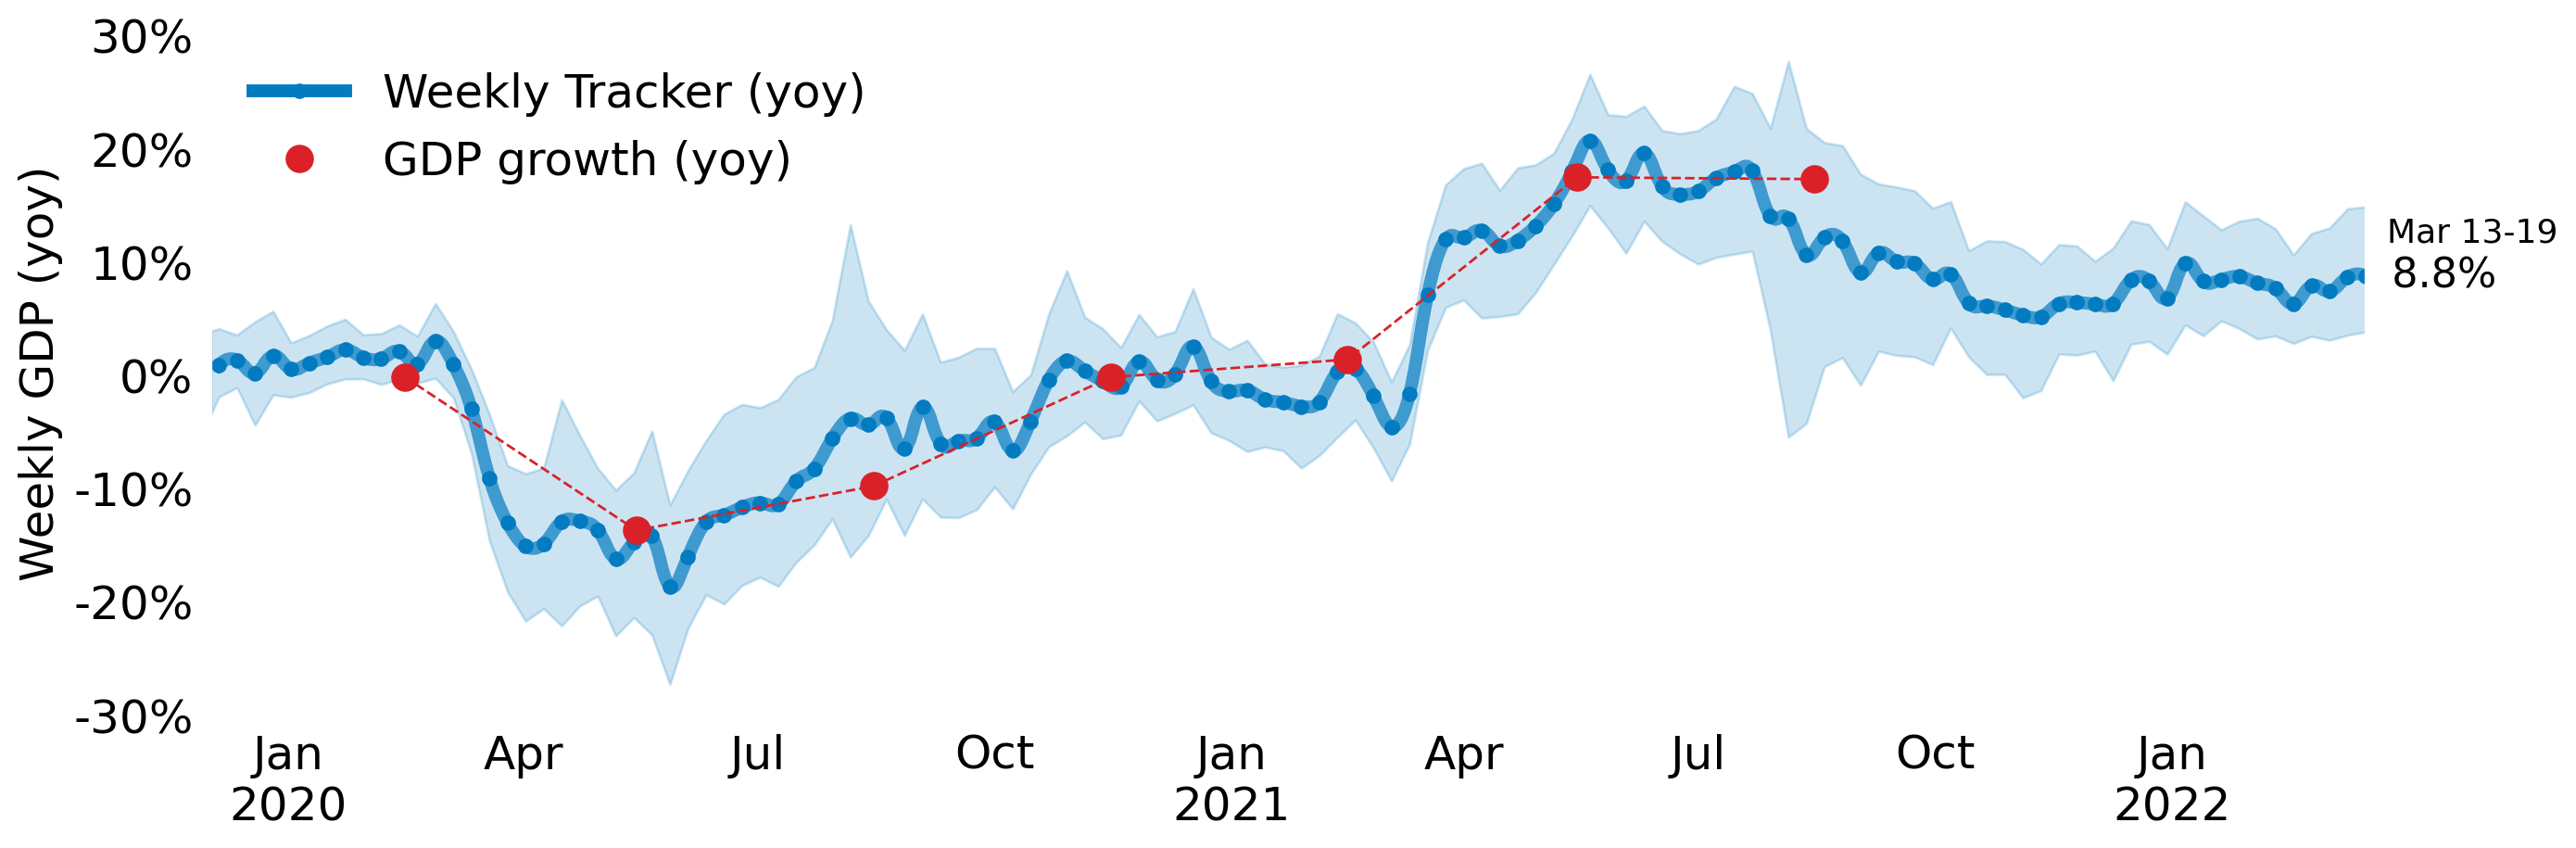 30%
20%
10%
0%
-10%
-20%
-30%
Weekly GDP (yoy)
Weekly Tracker (yoy)
GDP growth (yoy)
Mar 13-19
8.8%
Jan Apr Jul Oct Jan Apr Jul Oct Jan
2020 2021 2022